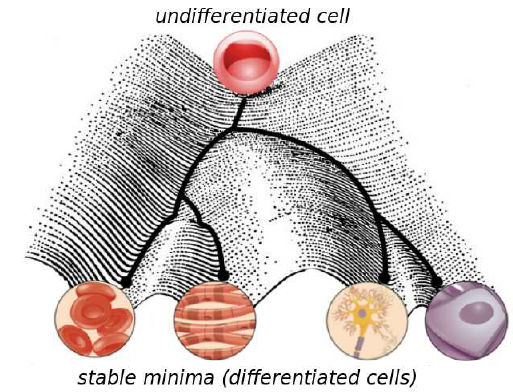 undifferentiated cell
stable minima (differentiated cells)